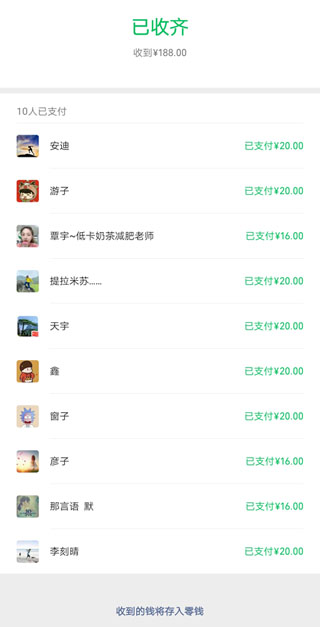 已收齐
收到¥188.00
10人已支付
安迪 已支付¥20.00
游子 已支付¥20.00
覃宇~低卡奶茶减肥老师 已支付¥16.00
提拉米苏…… 已支付¥20.00
天宇 已支付¥20.00
鑫 已支付¥20.00
窗子 已支付¥20.00
彦子 已支付¥16.00
那言语 默 已支付¥16.00
李刻晴 已支付¥20.00
收到的钱将存入零钱